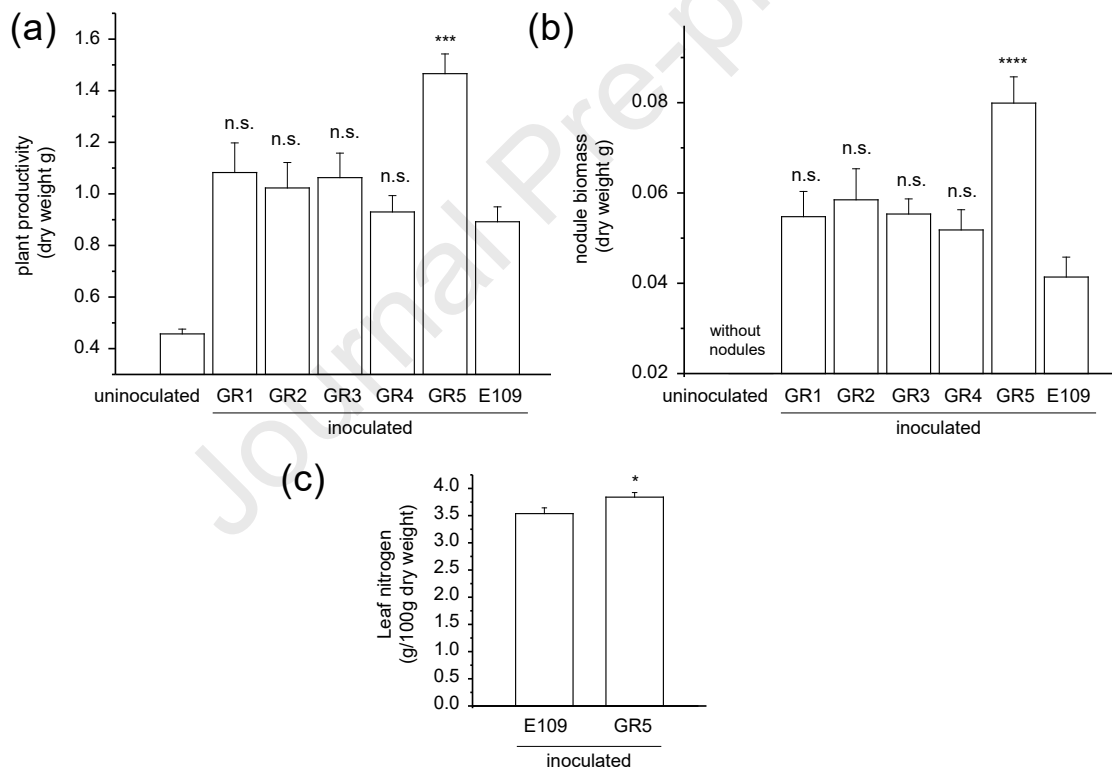 (a)
plant productivity
(dry weight g)
1.6
1.4
1.2
1.0
0.8
0.6
0.4
n.s.
n.s.
n.s.
n.s.
***
uninoculated GR1 GR2 GR3 GR4 GR5 E109
inoculated
(b)
nodule biomass
(dry weight g)
0.08
0.06
0.04
0.02
n.s.
n.s.
n.s.
n.s.
****
without
nodules
uninoculated GR1 GR2 GR3 GR4 GR5 E109
inoculated
(c)
Leaf nitrogen
(g/100g dry weight)
4.0
3.5
3.0
2.5
2.0
1.5
1.0
0.5
0.0
*
E109 GR5
inoculated
Journal Pre-p